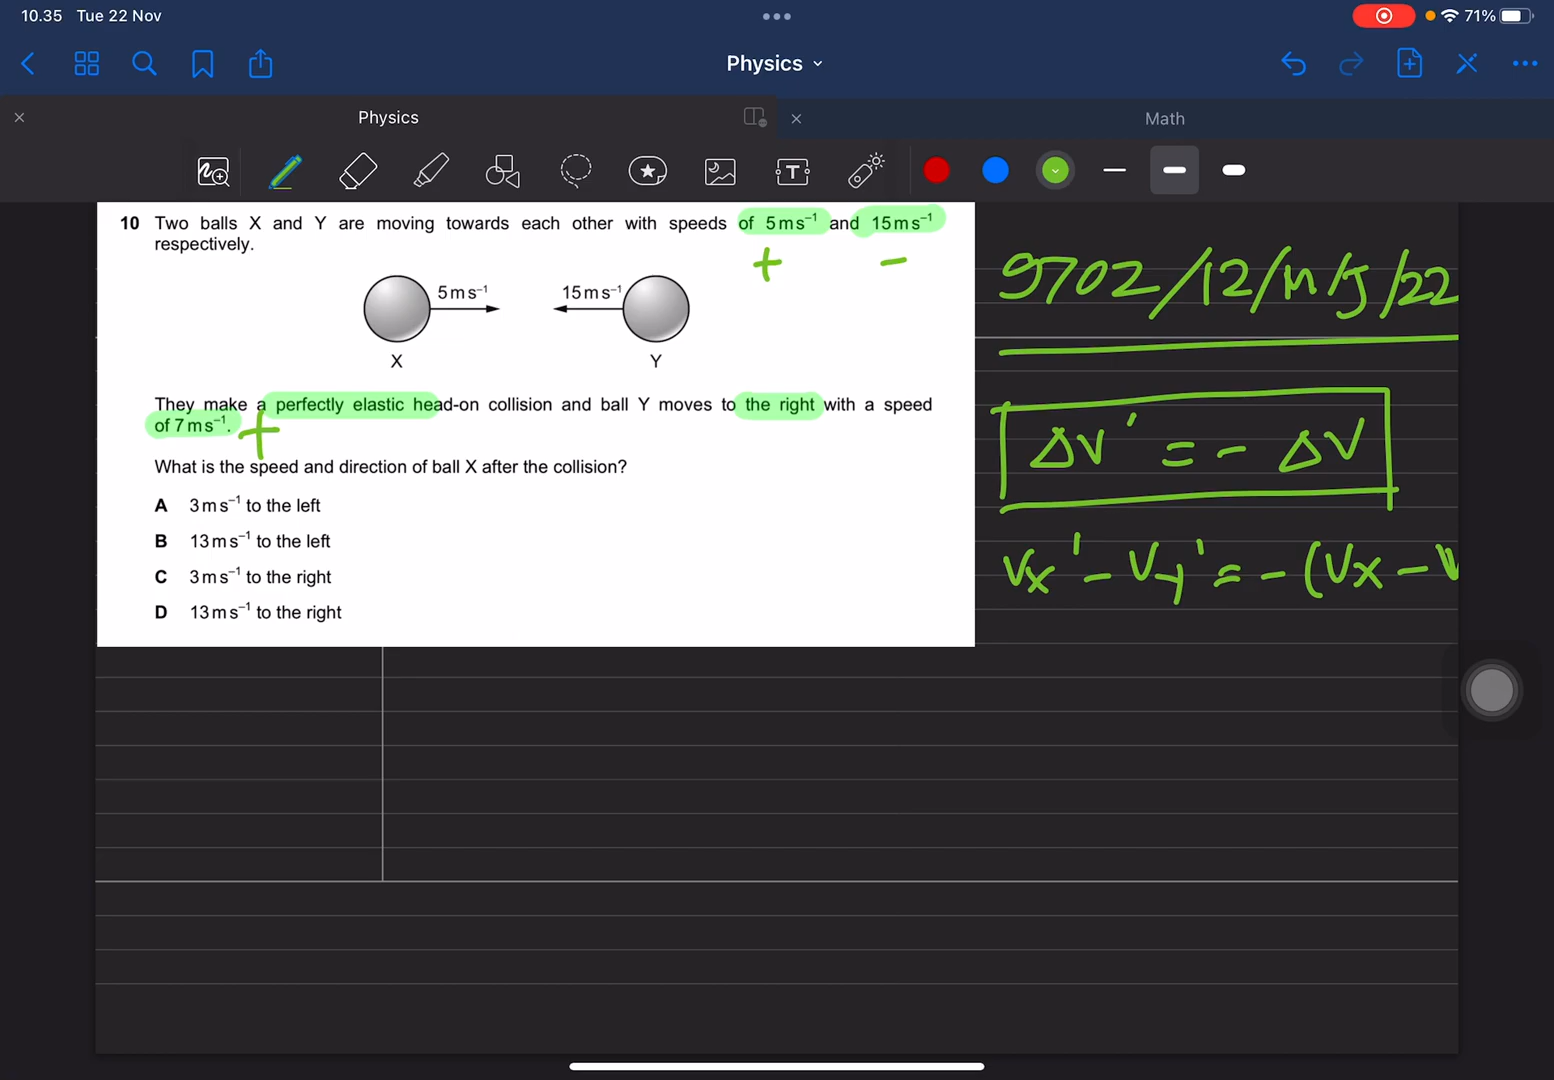 10.35 Tue 22 Nov
71%
Physics
Physics
Math
10 Two balls X and Y are moving towards each other with speeds of 5 m s⁻¹ and 15 m s⁻¹
respectively.
+ −
5 m s⁻¹ 15 m s⁻¹
X Y
They make a perfectly elastic head-on collision and ball Y moves to the right with a speed
of 7 m s⁻¹. +
What is the speed and direction of ball X after the collision?
A 3 m s⁻¹ to the left
B 13 m s⁻¹ to the left
C 3 m s⁻¹ to the right
D 13 m s⁻¹ to the right
9702/12/M/J/22
ΔV' = - ΔV
Vx' - Vy' = - (Vx - V